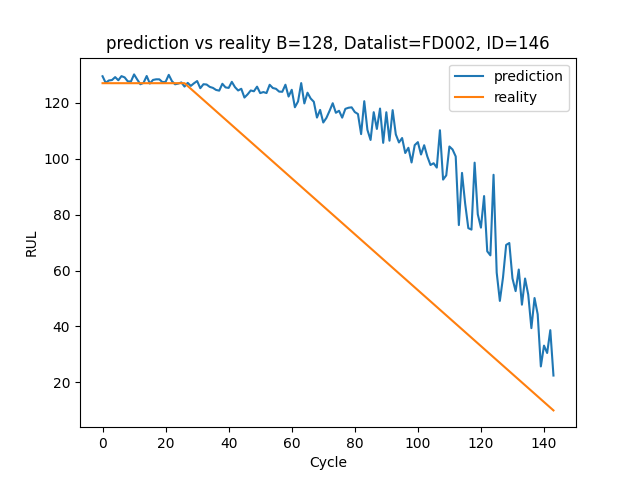 prediction vs reality B=128, Datalist=FD002, ID=146
prediction
reality
120
100
80
60
40
20
RUL
0 20 40 60 80 100 120 140
Cycle